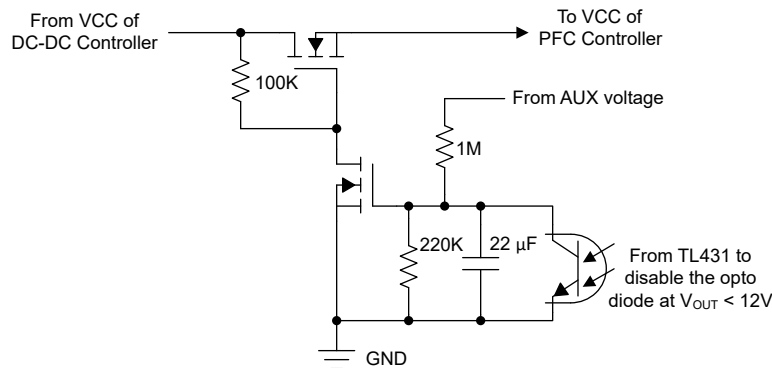 From VCC of
DC-DC Controller
To VCC of
PFC Controller
100K
From AUX voltage
1M
220K
22 μF
From TL431 to
disable the opto
diode at VOUT < 12V
GND